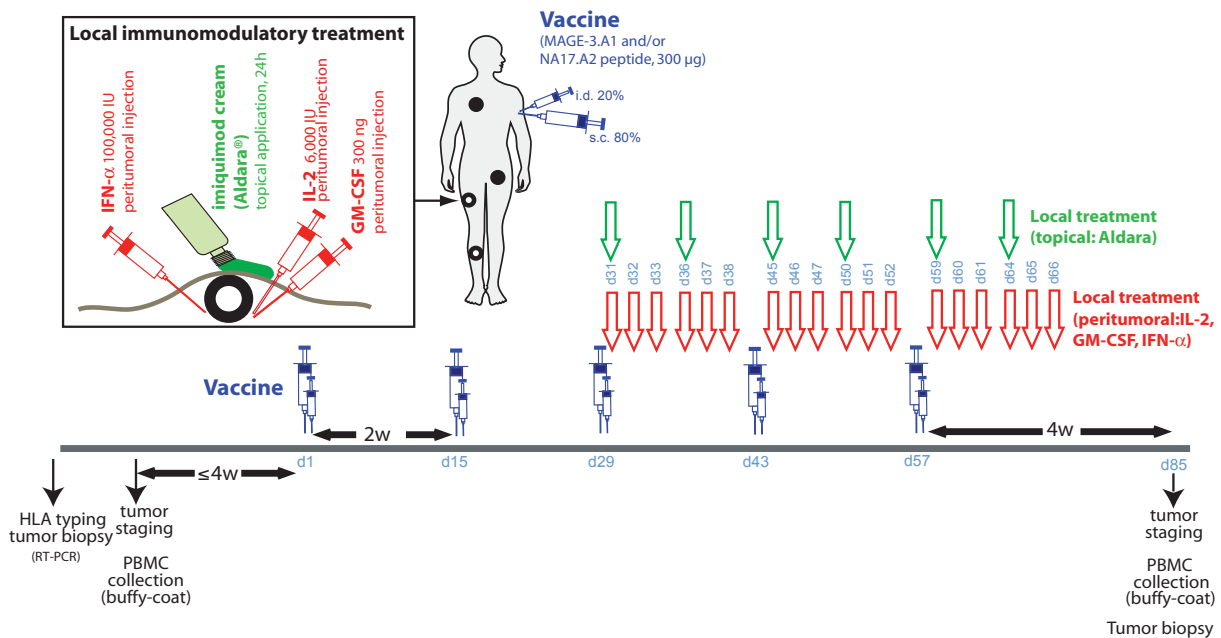 Local immunomodulatory treatment
IFN-α 100,000 IU
peritumoral injection
imiquimod cream
(Aldara®)
topical application, 24h
IL-2 6,000 IU
peritumoral injection
GM-CSF 300 ng
peritumoral injection
Vaccine
(MAGE-3.A1 and/or
NA17.A2 peptide, 300 µg)
i.d. 20%
s.c. 80%
Local treatment
(topical: Aldara)
d31 d32 d33 d36 d37 d38 d45 d46 d47 d50 d51 d52 d59 d60 d61 d64 d65 d66
Local treatment
(peritumoral:IL-2,
GM-CSF, IFN-α)
Vaccine
2w
4w
d1 d15 d29 d43 d57 d85
≤4w
HLA typing
tumor biopsy
(RT-PCR)
tumor
staging
PBMC
collection
(buffy-coat)
tumor
staging
PBMC
collection
(buffy-coat)
Tumor biopsy